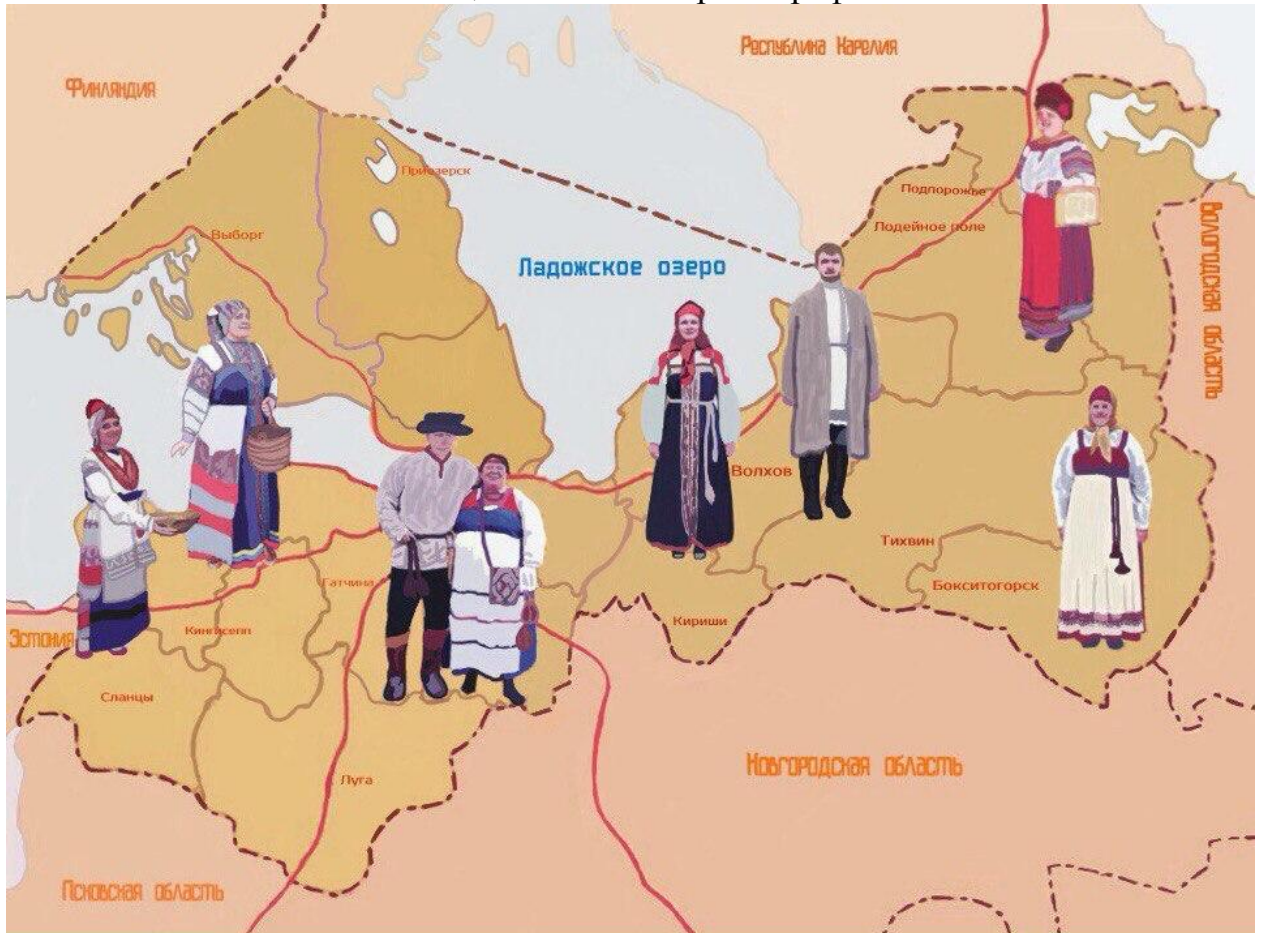 Республика Карелия
Финляндия
Приозерск
Подпорожье
Лодейное поле
Вологодская область
Выборг
Ладожское озеро
Волхов
Тихвин
Гатчина
Бокситогорск
Кириши
Кингисепп
Эстония
Сланцы
Луга
Новгородская область
Псковская область